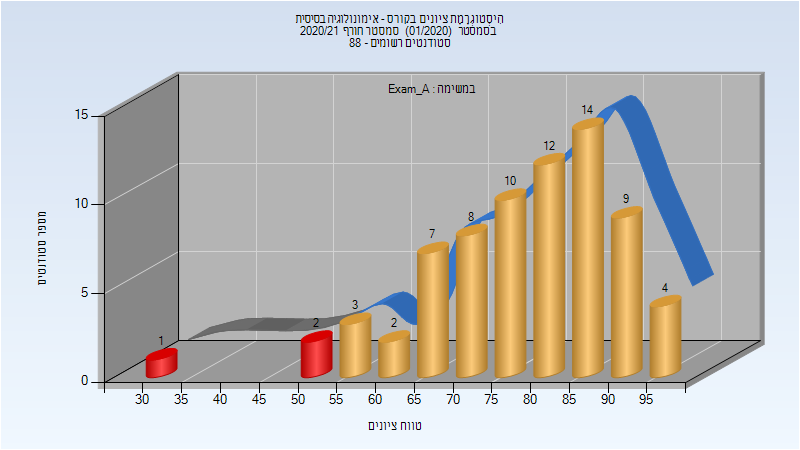 היסטוגרמת ציונים בקורס - אימונולוגיה בסיסית
בסמסטר (01/2020) סמסטר חורף 2020/21
סטודנטים רשומים - 88
במשימה : Exam_A
מספר סטודנטים
15
10
5
0
1
2
3
2
7
8
10
12
14
9
4
30 35 40 45 50 55 60 65 70 75 80 85 90 95
טווח ציונים